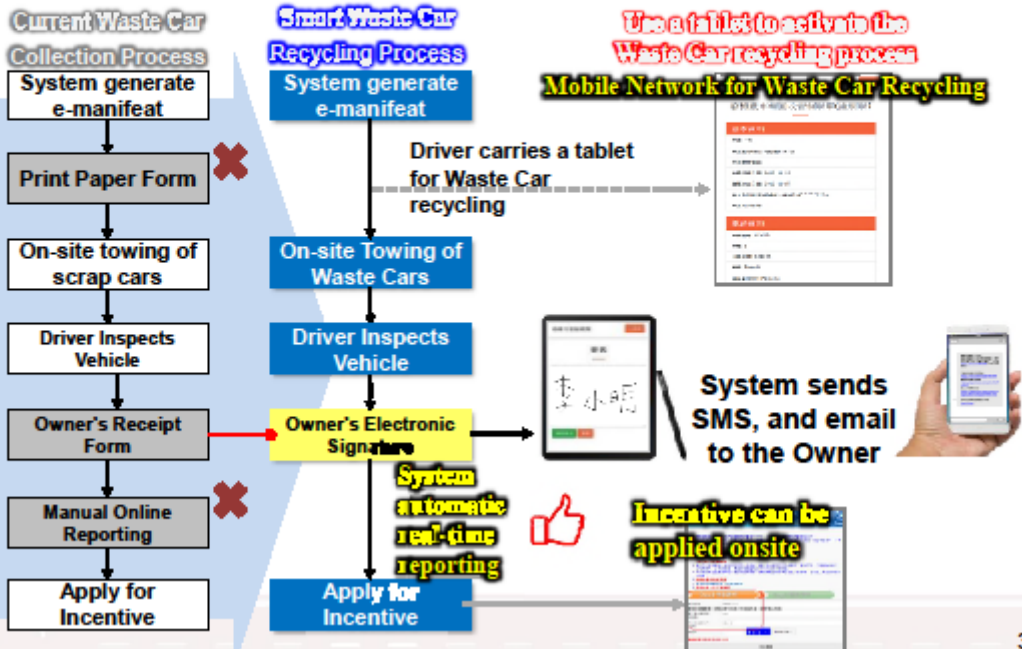 Current Waste Car
Collection Process
System generate
e-manifeat
Print Paper Form
On-site towing of
scrap cars
Driver Inspects
Vehicle
Owner's Receipt
Form
Manual Online
Reporting
Apply for
Incentive
Smart Waste Car
Recycling Process
System generate
e-manifeat
On-site Towing of
Waste Cars
Driver Inspects
Vehicle
Owner's Electronic
Signature
System
automatic
real-time
reporting
Apply for
Incentive
Use a tablet to activate the
Waste Car recycling process
Mobile Network for Waste Car Recycling
Driver carries a tablet
for Waste Car
recycling
李小明
System sends
SMS, and email
to the Owner
Incentive can be
applied onsite
3